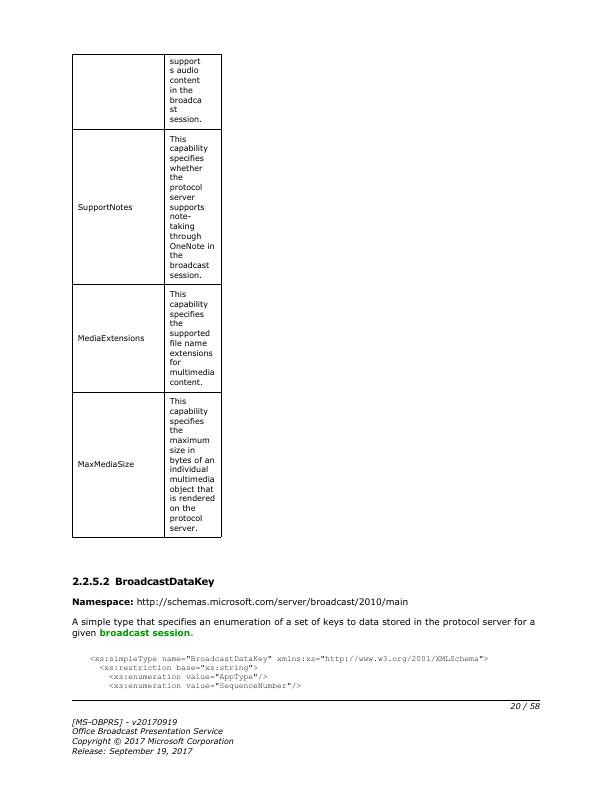 support
s audio
content
in the
broadca
st
session.
SupportNotes
This
capability
specifies
whether
the
protocol
server
supports
note-
taking
through
OneNote in
the
broadcast
session.
MediaExtensions
This
capability
specifies
the
supported
file name
extensions
for
multimedia
content.
MaxMediaSize
This
capability
specifies
the
maximum
size in
bytes of an
individual
multimedia
object that
is rendered
on the
protocol
server.
2.2.5.2 BroadcastDataKey
Namespace: http://schemas.microsoft.com/server/broadcast/2010/main
A simple type that specifies an enumeration of a set of keys to data stored in the protocol server for a
given broadcast session.
<xs:simpleType name="BroadcastDataKey" xmlns:xs="http://www.w3.org/2001/XMLSchema">
<xs:restriction base="xs:string">
<xs:enumeration value="AppType"/>
<xs:enumeration value="SequenceNumber"/>
20 / 58
[MS-OBPRS] - v20170919
Office Broadcast Presentation Service
Copyright © 2017 Microsoft Corporation
Release: September 19, 2017